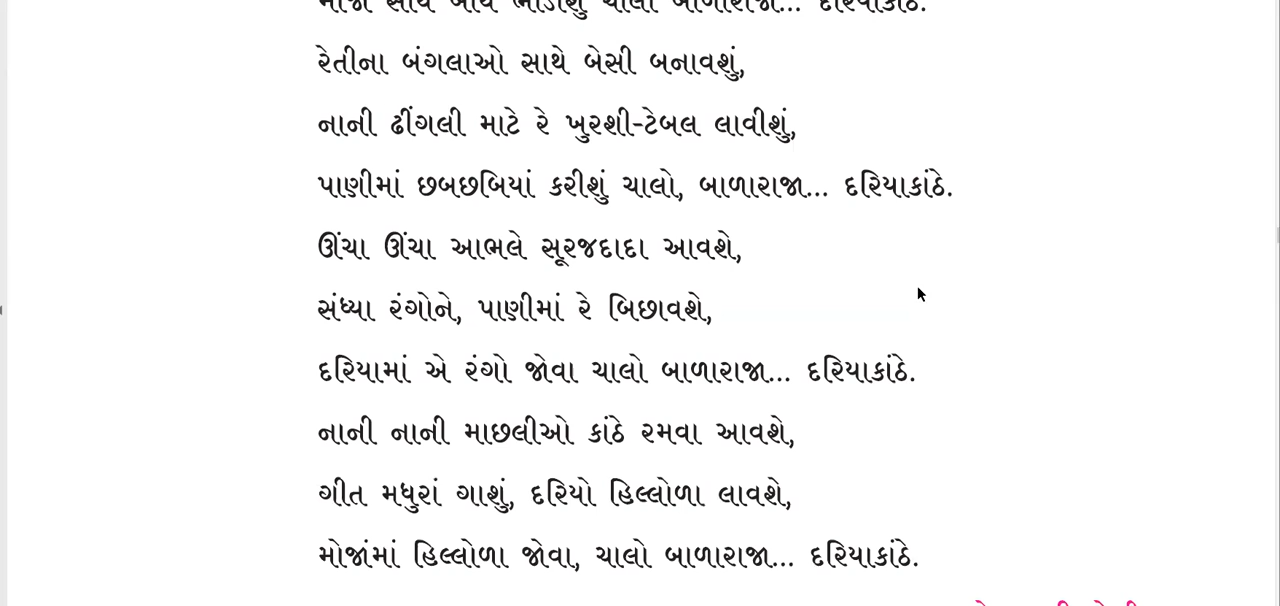 ચાલો બાળારાજા... દરિયાકાંઠે.
રેતીના બંગલાઓ સાથે બેસી બનાવશું,
નાની ઢીંગલી માટે રે ખુરશી-ટેબલ લાવીશું,
પાણીમાં છબછબિયાં કરીશું ચાલો, બાળારાજા... દરિયાકાંઠે.
ઊંચા ઊંચા આભલે સૂરજદાદા આવશે,
સંધ્યા રંગોને, પાણીમાં રે બિછાવશે,
દરિયામાં એ રંગો જોવા ચાલો બાળારાજા... દરિયાકાંઠે.
નાની નાની માછલીઓ કાંઠે રમવા આવશે,
ગીત મધુરાં ગાશું, દરિયો હિલ્લોળા લાવશે,
મોજાંમાં હિલ્લોળા જોવા, ચાલો બાળારાજા... દરિયાકાંઠે.